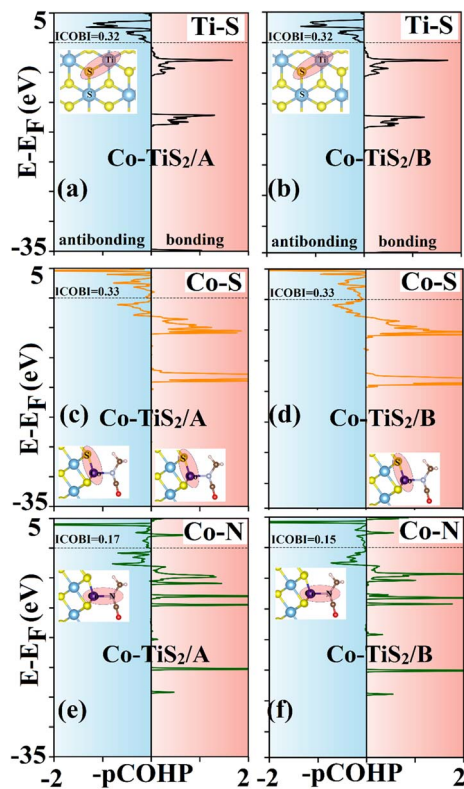 5
ICOBI=0.32
Ti-S
ICOBI=0.32
Ti-S
Ti
S
S
Ti
S
S
E-E_F (eV)
Co-TiS₂/A
Co-TiS₂/B
(a)
(b)
antibonding
bonding
antibonding
bonding
-35
5
Co-S
Co-S
ICOBI=0.33
ICOBI=0.33
E-E_F (eV)
(c)
Co-TiS₂/A
(d)
Co-TiS₂/B
S
S
S
-35
5
Co-N
Co-N
ICOBI=0.17
ICOBI=0.15
N
N
E-E_F (eV)
Co-TiS₂/A
Co-TiS₂/B
(e)
(f)
-35
-2
-pCOHP
2
-2
-pCOHP
2